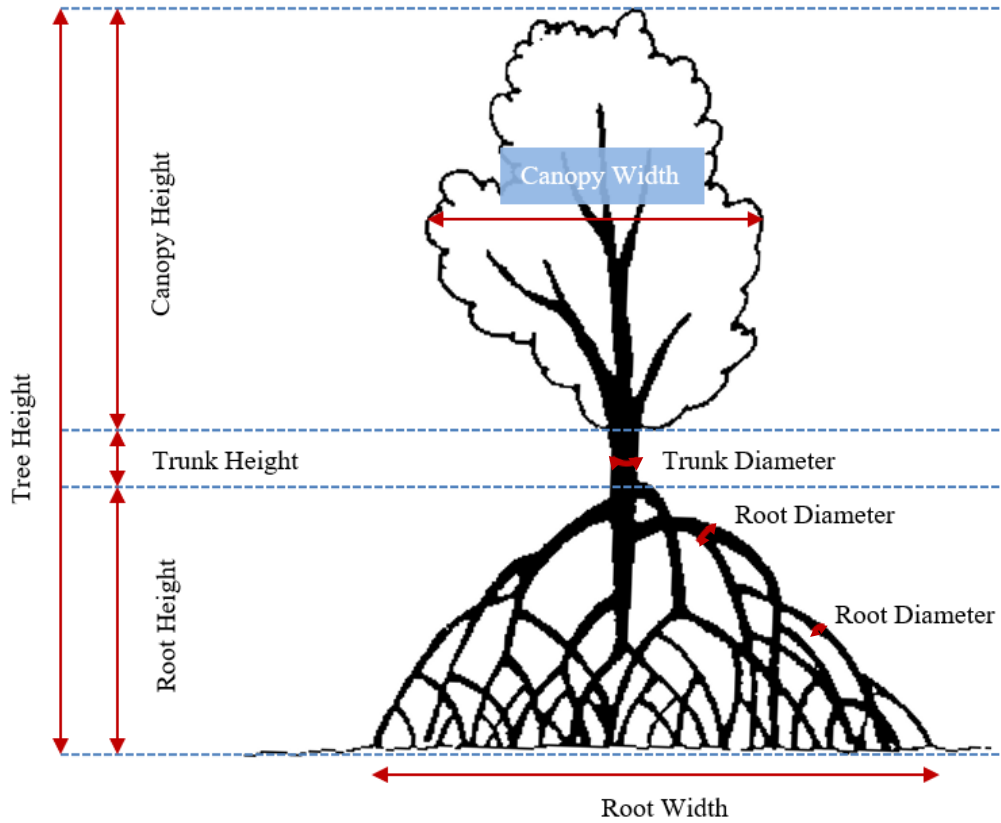 Canopy Width
Canopy Height
Tree Height
Trunk Height
Trunk Diameter
Root Diameter
Root Height
Root Diameter
Root Width